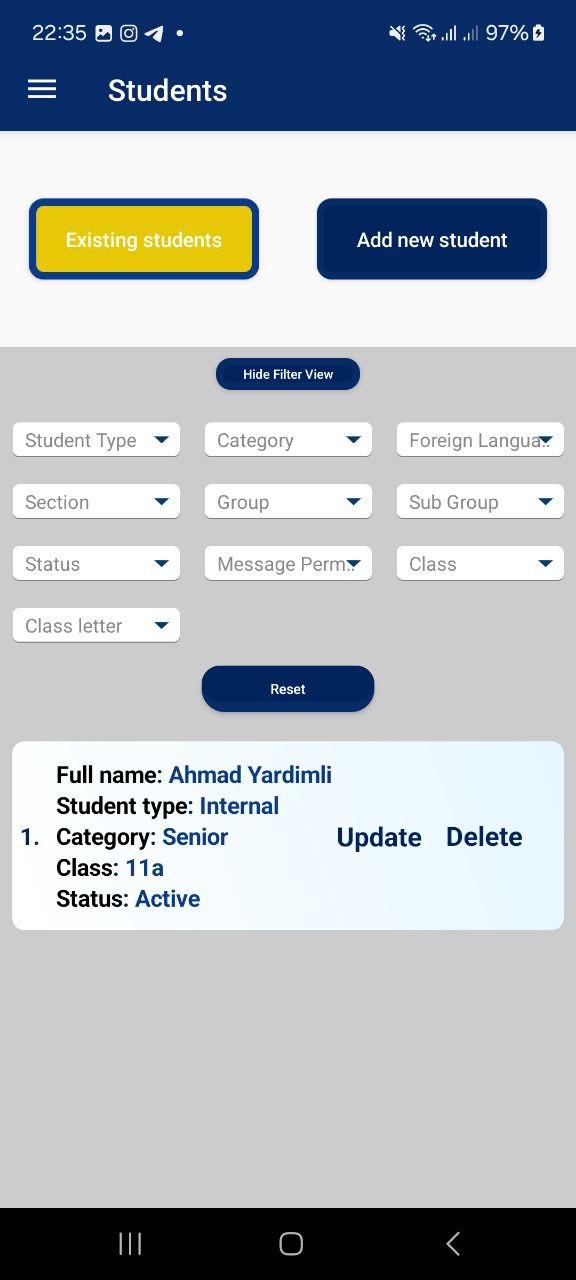 22:35 97%
Students
Existing students Add new student
Hide Filter View
Student Type Category Foreign Langua..
Section Group Sub Group
Status Message Perm.. Class
Class letter
Reset
Full name: Ahmad Yardimli
Student type: Internal
1. Category: Senior Update Delete
Class: 11a
Status: Active